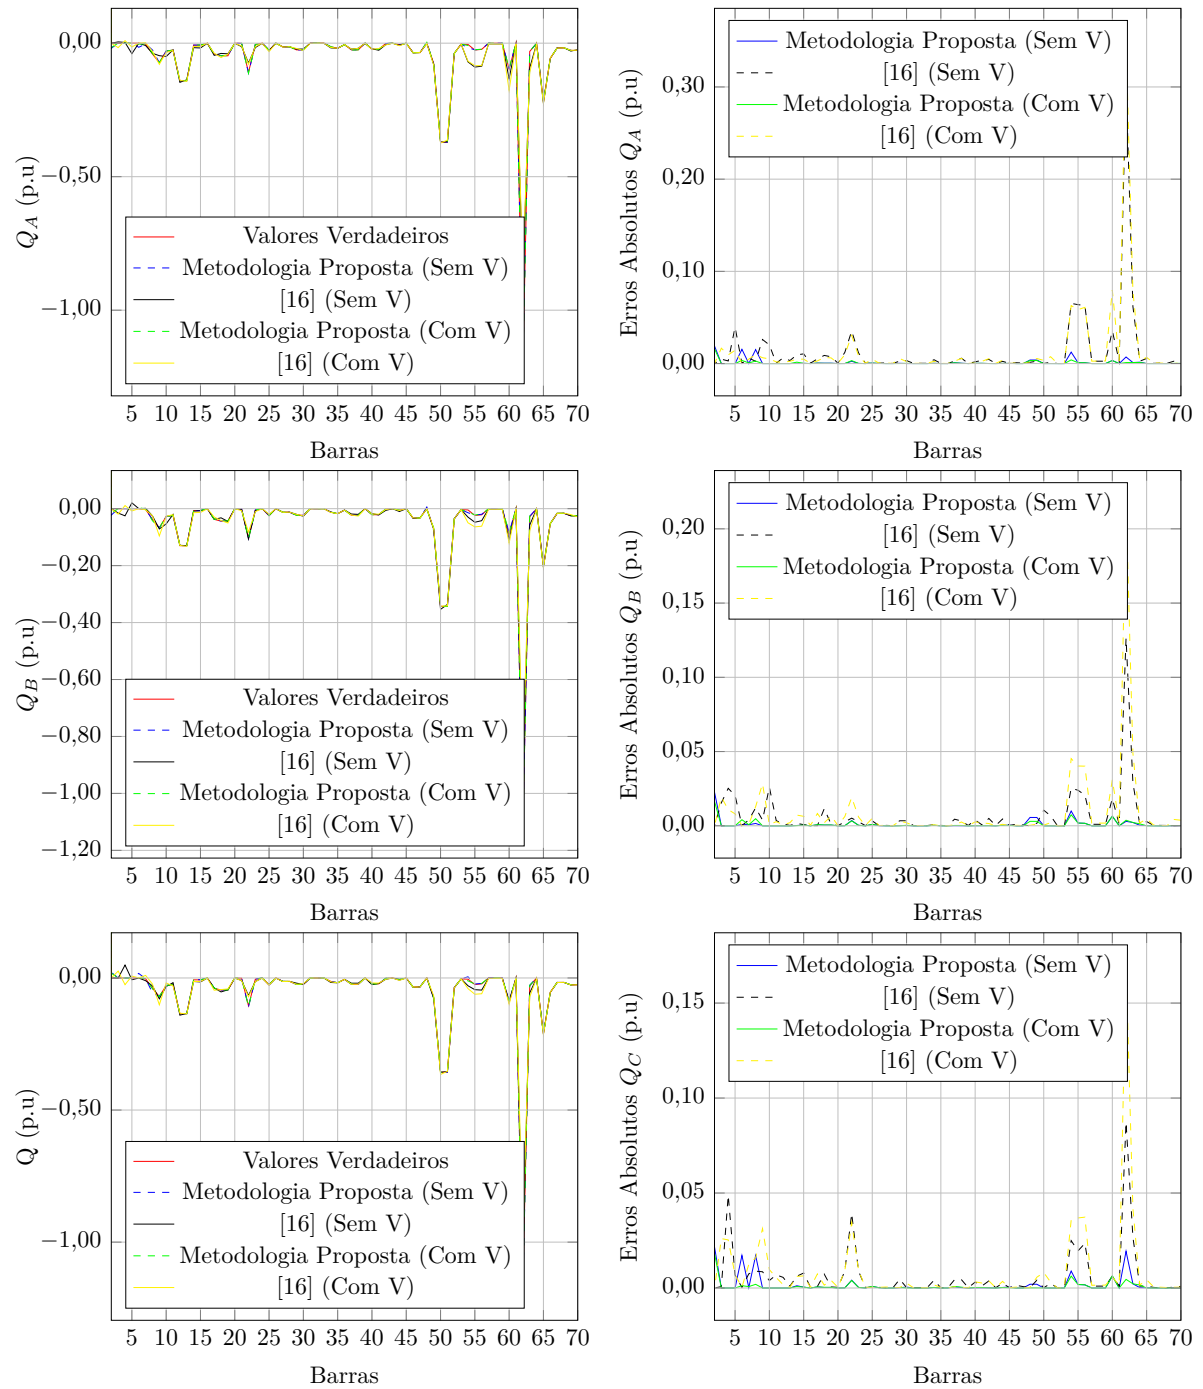 0,00
−0,50
−1,00
Q_A (p.u)
Valores Verdadeiros
Metodologia Proposta (Sem V)
[16] (Sem V)
Metodologia Proposta (Com V)
[16] (Com V)
5 10 15 20 25 30 35 40 45 50 55 60 65 70
Barras
0,30
0,20
0,10
0,00
Erros Absolutos Q_A (p.u)
Metodologia Proposta (Sem V)
[16] (Sem V)
Metodologia Proposta (Com V)
[16] (Com V)
5 10 15 20 25 30 35 40 45 50 55 60 65 70
Barras
0,00
−0,20
−0,40
−0,60
−0,80
−1,00
−1,20
Q_B (p.u)
Valores Verdadeiros
Metodologia Proposta (Sem V)
[16] (Sem V)
Metodologia Proposta (Com V)
[16] (Com V)
5 10 15 20 25 30 35 40 45 50 55 60 65 70
Barras
0,20
0,15
0,10
0,05
0,00
Erros Absolutos Q_B (p.u)
Metodologia Proposta (Sem V)
[16] (Sem V)
Metodologia Proposta (Com V)
[16] (Com V)
5 10 15 20 25 30 35 40 45 50 55 60 65 70
Barras
0,00
−0,50
−1,00
Q (p.u)
Valores Verdadeiros
Metodologia Proposta (Sem V)
[16] (Sem V)
Metodologia Proposta (Com V)
[16] (Com V)
5 10 15 20 25 30 35 40 45 50 55 60 65 70
Barras
0,15
0,10
0,05
0,00
Erros Absolutos Q_C (p.u)
Metodologia Proposta (Sem V)
[16] (Sem V)
Metodologia Proposta (Com V)
[16] (Com V)
5 10 15 20 25 30 35 40 45 50 55 60 65 70
Barras